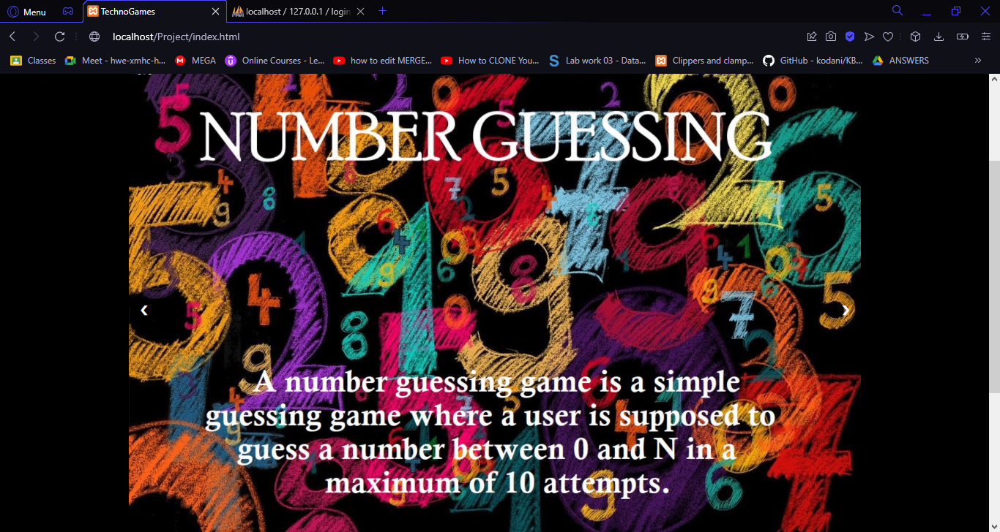 Menu
TechnoGames
localhost / 127.0.0.1 / login
localhost/Project/index.html
Classes
Meet - hwe-xmhc-h...
MEGA
Online Courses - Le...
how to edit MERGE...
How to CLONE You...
Lab work 03 - Data...
Clippers and clamp...
GitHub - kodani/KB...
ANSWERS
NUMBER GUESSING
A number guessing game is a simple
guessing game where a user is supposed to
guess a number between 0 and N in a
maximum of 10 attempts.